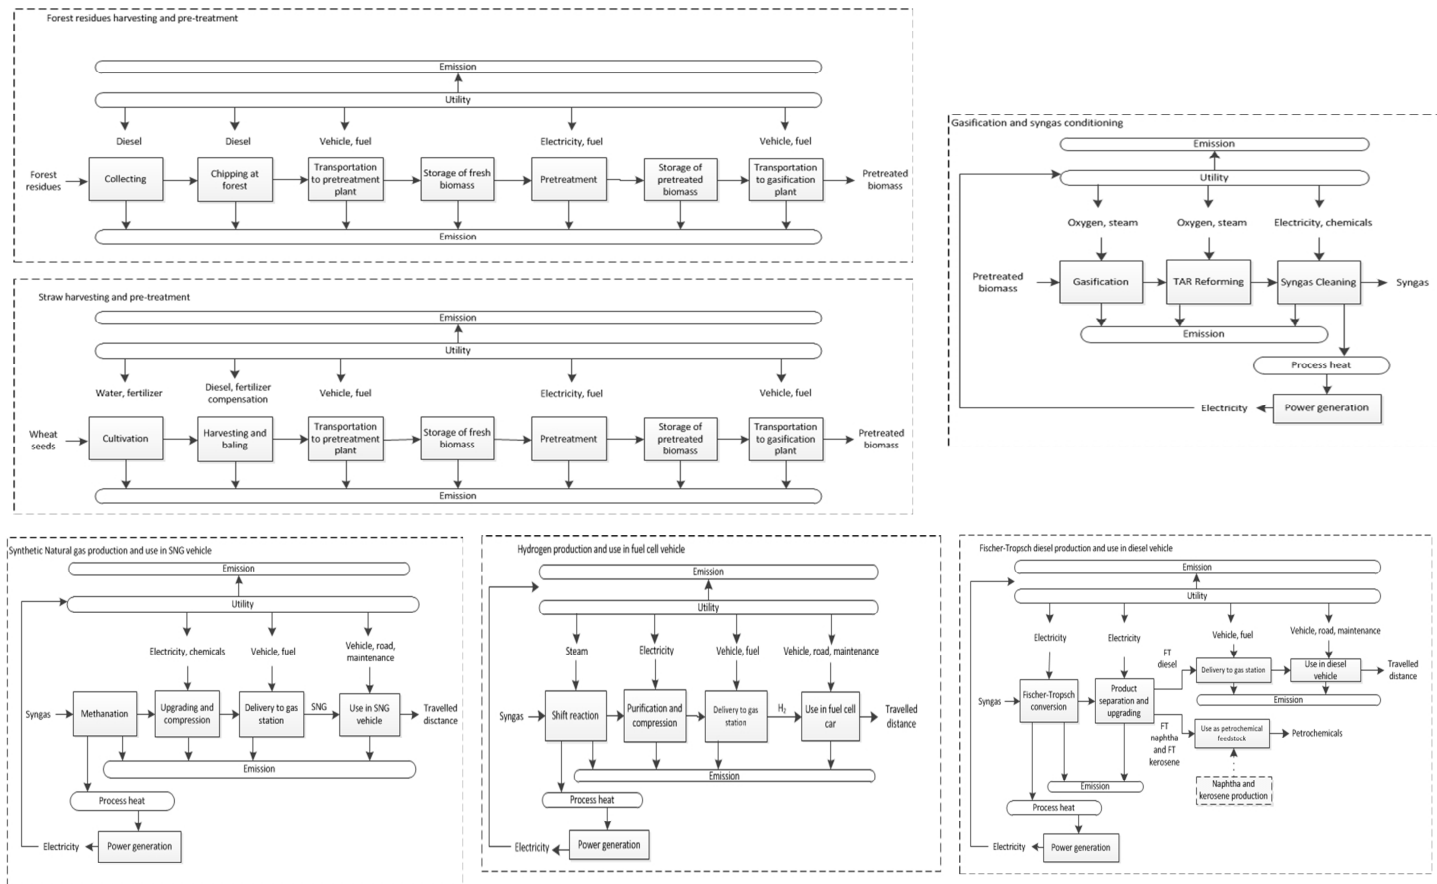 Forest residues harvesting and pre-treatment
Emission
Utility
Diesel
Diesel
Vehicle, fuel
Electricity, fuel
Vehicle, fuel
Forest
residues
Collecting
Chipping at
forest
Transportation
to pretreatment
plant
Storage of fresh
biomass
Pretreatment
Storage of
pretreated
biomass
Transportation
to gasification
plant
Pretreated
biomass
Emission
Straw harvesting and pre-treatment
Emission
Utility
Water, fertilizer
Diesel, fertilizer
compensation
Vehicle, fuel
Electricity, fuel
Vehicle, fuel
Wheat
seeds
Cultivation
Harvesting and
baling
Transportation
to pretreatment
plant
Storage of fresh
biomass
Pretreatment
Storage of
pretreated
biomass
Transportation
to gasification
plant
Pretreated
biomass
Emission
Gasification and syngas conditioning
Emission
Utility
Oxygen, steam
Oxygen, steam
Electricity, chemicals
Pretreated
biomass
Gasification
TAR Reforming
Syngas Cleaning
Syngas
Emission
Process heat
Electricity
Power generation
Synthetic Natural gas production and use in SNG vehicle
Emission
Utility
Electricity, chemicals
Vehicle, fuel
Vehicle, road,
maintenance
Syngas
Methanation
Upgrading and
compression
Delivery to gas
station
SNG
Use in SNG
vehicle
Travelled
disctance
Emission
Process heat
Electricity
Power generation
Hydrogen production and use in fuel cell vehicle
Emission
Utility
Steam
Electricity
Vehicle, fuel
Vehicle, road, maintenance
Syngas
Shift reaction
Purification and
compression
Delivery to gas
station
H₂
Use in fuel cell
car
Travelled
distance
Emission
Process heat
Electricity
Power generation
Fischer-Tropsch diesel production and use in diesel vehicle
Emission
Utility
Electricity
Electricity
Vehicle, fuel
Vehicle, road, maintenance
Syngas
Fischer-Tropsch
conversion
Product
separation and
upgrading
FT
diesel
Delivery to gas station
Use in diesel
vehicle
Travelled
distance
Emission
FT
naphtha
and FT
kerosene
Use as petrochemical
feedstock
Petrochemicals
Naphtha and
kerosene production
Emission
Process heat
Electricity
Power generation